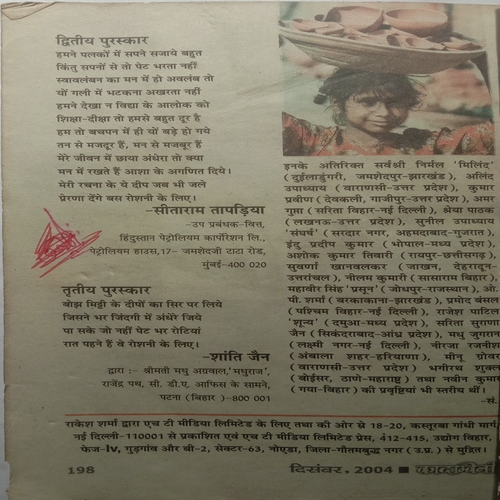 द्वितीय पुरस्कार
हमने पलकों में सपने सजाये बहुत
किंतु सपनों से तो पेट भरता नहीं
स्वावलंबन का मन में हो अवलंब तो
यों गली में भटकना अखरता नहीं
हमने देखा न विद्या के आलोक को
शिक्षा-दीक्षा तो हमसे बहुत दूर है
हम तो बचपन में ही यों बड़े हो गये
तन से मजदूर हैं, मन से मजबूर हैं
मेरे जीवन में छाया अंधेरा तो क्या
मन में रखते हैं आशा के अगणित दिये।
मेरी रचना के ये दीप जब भी जले
प्रेरणा देंगे बस रोशनी के लिए।
-सीताराम तापड़िया
-उप प्रबंधक-वित्त,
हिंदुस्तान पेट्रोलियम कार्पोरेशन लि.,
पेट्रोलियम हाउस,17- जमशेदजी टाटा रोड,
मुंबई-400 020
तृतीय पुरस्कार
बोझ मिट्टी के दीपों का सिर पर लिये
जिसने भर जिंदगी में अंधेरे जिये
पा सके जो नहीं पेट भर रोटियां
रात पहने हैं वे रोशनी के लिए।
-शांति जैन
द्वारा :- श्रीमती मधु अग्रवाल,'मधुराज',
राजेंद्र पथ, सी. डी.ए. आफिस के सामने,
पटना (बिहार )-800 001
इनके अतिरिक्त सर्वश्री निर्मल 'मिलिंद'
(दुईलाडुंगरी, जमशेदपुर-झारखंड), अलिंद
उपाध्याय (वाराणसी-उत्तर प्रदेश), कुमार
प्रवीण (देवकली, गाजीपुर-उत्तर प्रदेश), अमर
गुप्ता (सरिता विहार-नई दिल्ली), श्रेया पाठक
(लखनऊ-उत्तर प्रदेश), सुनील उपाध्याय
'संघर्ष' (सरदार नगर, अहमदाबाद-गुजरात),
इंदु प्रदीप कुमार (भोपाल-मध्य प्रदेश),
अशोक कुमार तिवारी (रायपुर-छत्तीसगढ़),
सुवर्णा खानवलकर (जाखन, देहरादून-
उत्तरांचल), नीलम कुमारी (सासाराम बिहार),
महावीर सिंह 'प्रसून' (जोधपुर-राजस्थान), ओ.
पी. शर्मा (बरकाकाना-झारखंड), प्रमोद बंसल
(पश्चिम विहार-नई दिल्ली), राजेश पाटिल
'शून्य' (दमुआ-मध्य प्रदेश), सरिता सुराणा
जैन (सिकंदराबाद-आंध्र प्रदेश), मधु जुगरान
(लक्ष्मी नगर-नई दिल्ली), नीरजा रजनीश
(अंबाला शहर-हरियाणा), मीनू ग्रोवर
(वाराणसी-उत्तर प्रदेश) भगीरथ शुक्ल
(बोईसर, ठाणे-महाराष्ट्र) तथा नवीन कुमार
(गया-बिहार) की प्रवृष्टियां भी स्तरीय थीं।
-सं.
राकेश शर्मा द्वारा एच टी मीडिया लिमिटेड के लिए तथा की ओर से 18-20, कस्तूरबा गांधी मार्ग
नई दिल्ली-110001 से प्रकाशित एवं एच टी मीडिया लिमिटेड प्रेस, 412-415, उद्योग विहार,
फेज-Iv, गुड़गांव और बी-2, सेक्टर-63, नोएडा, जिला-गौतमबुद्ध नगर ( उ.प्र. ) से मुद्रित।
198
दिसंबर, 2004 ■ कादम्बिनी